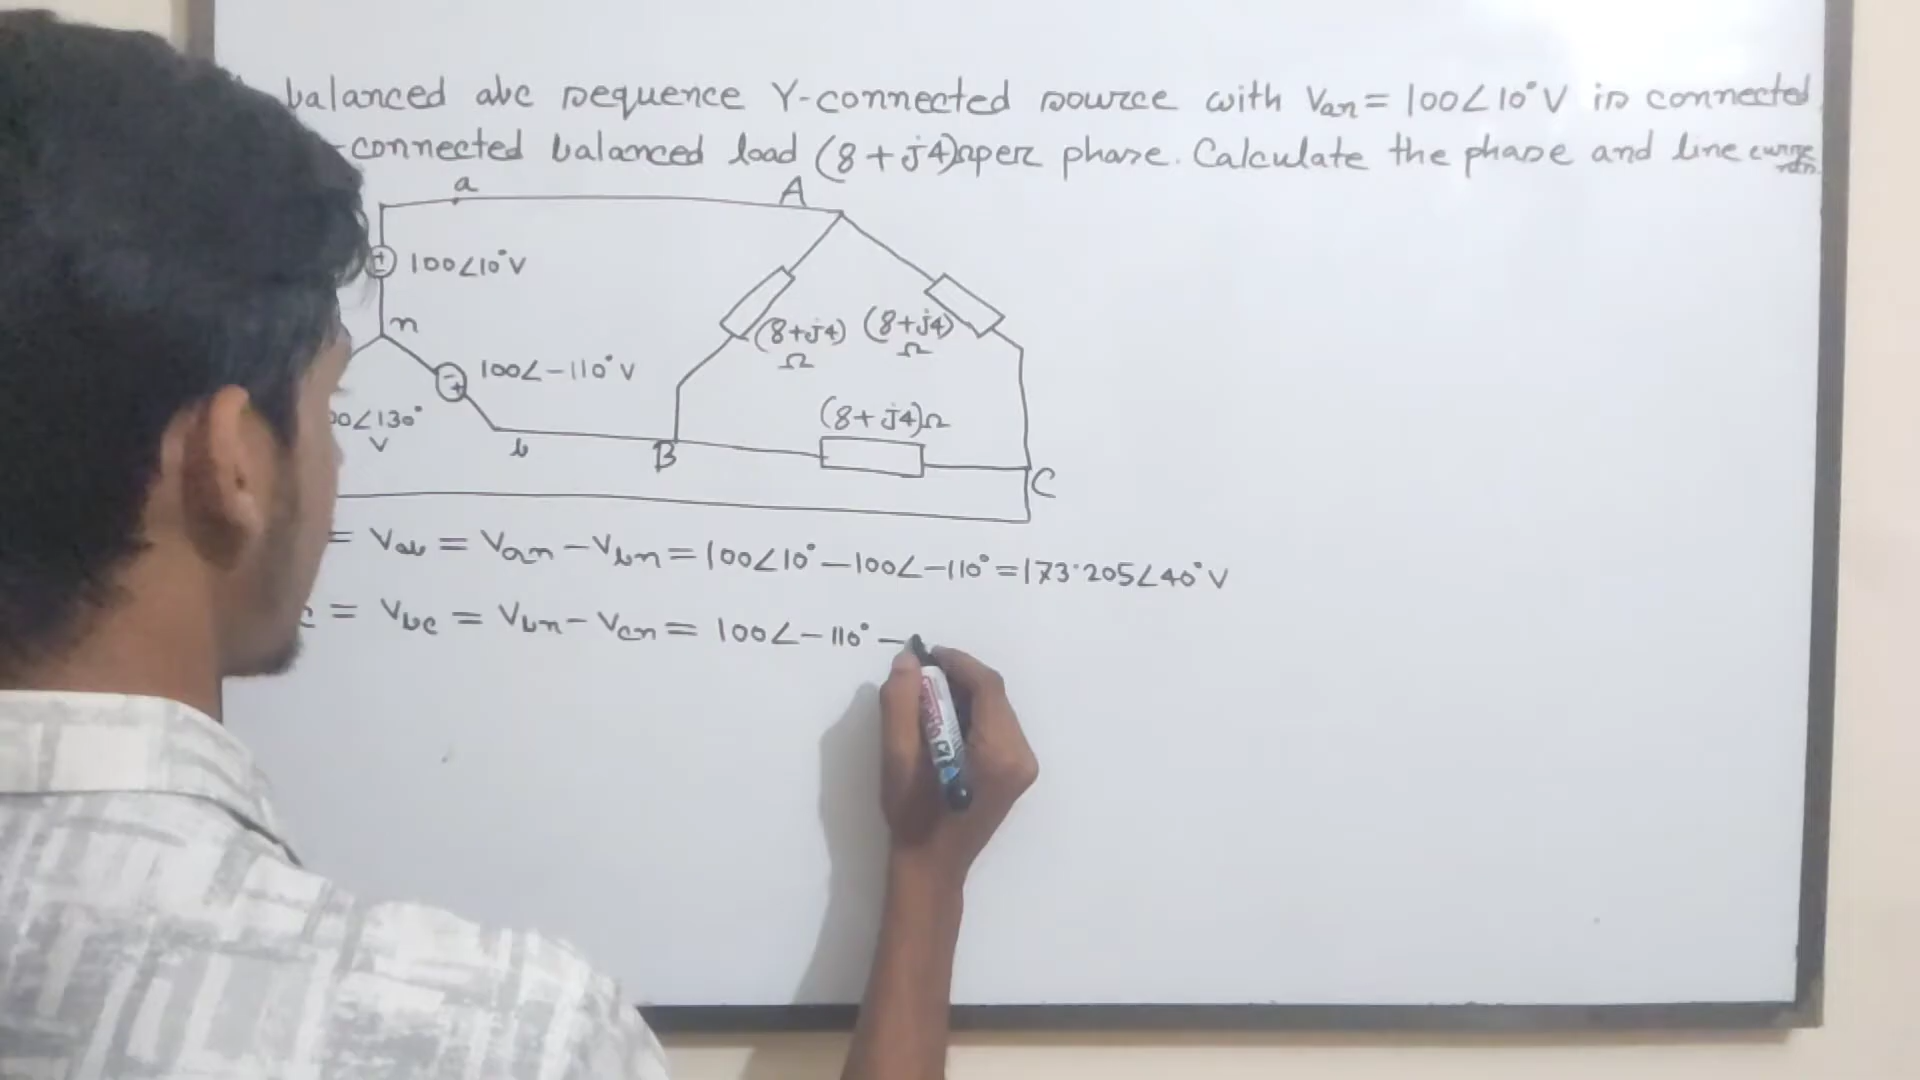 balanced abc sequence Y-connected source with Van = 100∠10° V is connected
-connected balanced load (8 + j4)Ω per phase. Calculate the phase and line
a
A
100∠10° V
n
(8+j4)
Ω
(8+j4)
Ω
100∠-110° V
00∠130°
V
(8+j4)Ω
b
B
C
= Vab = Van - Vbn = 100∠10° - 100∠-110° = 173.205∠40° V
C = Vbc = Vbn - Vcn = 100∠-110° -